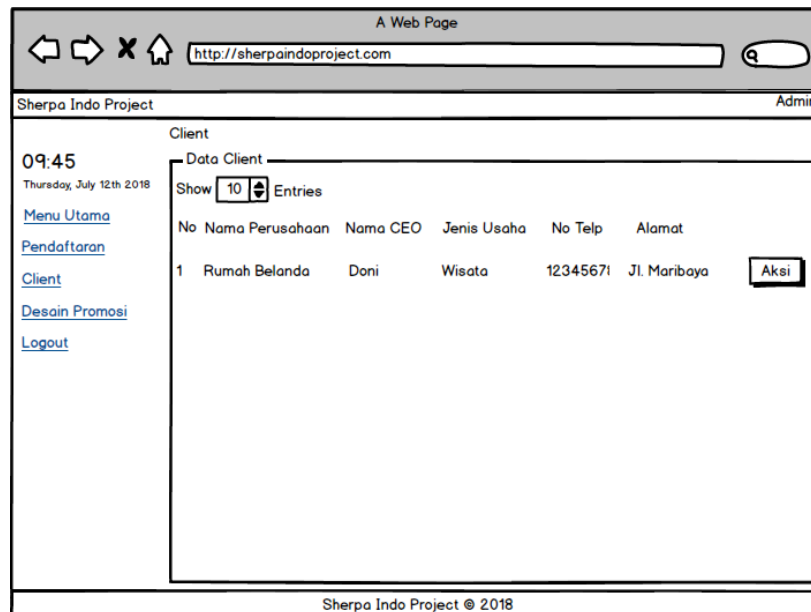 A Web Page
http://sherpaindoproject.com
Sherpa Indo Project
Admin
09:45
Thursday, July 12th 2018
Menu Utama
Pendaftaran
Client
Desain Promosi
Logout
Client
Data Client
Show 10 Entries
No Nama Perusahaan Nama CEO Jenis Usaha No Telp Alamat
1 Rumah Belanda Doni Wisata 12345678 Jl. Maribaya Aksi
Sherpa Indo Project © 2018